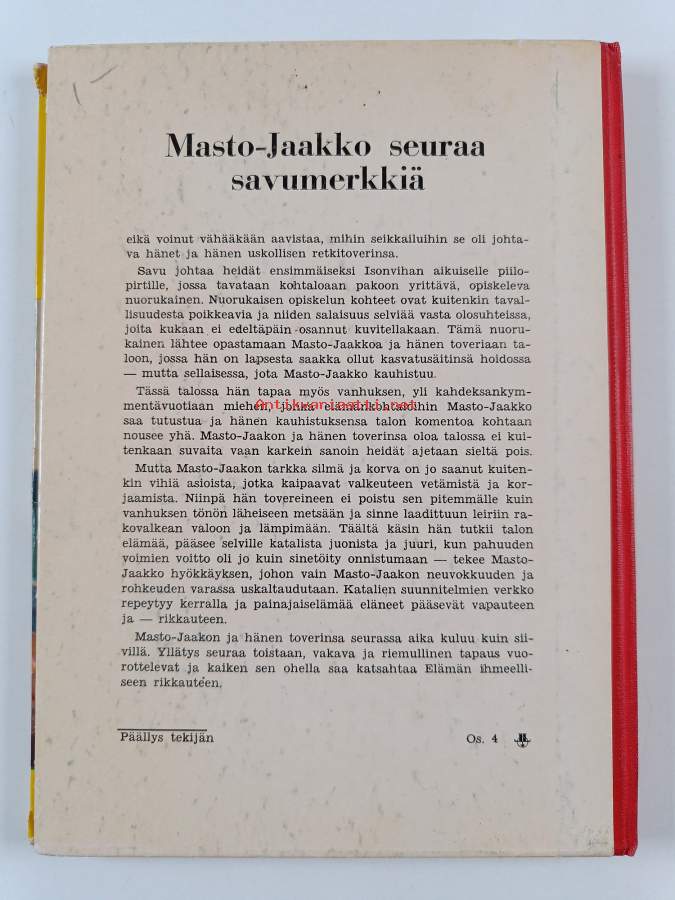 Masto-Jaakko seuraa
savumerkkiä
eikä voinut vähääkään aavistaa, mihin seikkailuihin se oli johta-
va hänet ja hänen uskollisen retkitoverinsa.
Savu johtaa heidät ensimmäiseksi Isonvihan aikuiselle piilo-
pirtille, jossa tavataan kohtaloaan pakoon yrittävä, opiskeleva
nuorukainen. Nuorukaisen opiskelun kohteet ovat kuitenkin taval-
lisuudesta poikkeavia ja niiden salaisuus selviää vasta olosuhteissa,
joita kukaan ei edeltäpäin osannut kuvitellakaan. Tämä nuoru-
kainen lähtee opastamaan Masto-Jaakkoa ja hänen toveriaan ta-
loon, jossa hän on lapsesta saakka ollut kasvatusäitinsä hoidossa
— mutta sellaisessa, jota Masto-Jaakko kauhistuu.
Tässä talossa hän tapaa myös vanhuksen, yli kahdeksankym-
mentävuotiaan miehen, jonka elämänkohtaloihin Masto-Jaakko
Antikvariaatti.net
saa tutustua ja hänen kauhistuksensa talon komentoa kohtaan
nousee yhä. Masto-Jaakon ja hänen toverinsa oloa talossa ei kui-
tenkaan suvaita vaan karkein sanoin heidät ajetaan sieltä pois.
Mutta Masto-Jaakon tarkka silmä ja korva on jo saanut kuiten-
kin vihiä asioista, jotka kaipaavat valkeuteen vetämistä ja kor-
jaamista. Niinpä hän tovereineen ei poistu sen pitemmälle kuin
vanhuksen tönön läheiseen metsään ja sinne laadittuun leiriin ra-
kovalkean valoon ja lämpimään. Täältä käsin hän tutkii talon
elämää, pääsee selville katalista juonista ja juuri, kun pahuuden
voimien voitto oli jo kuin sinetöity onnistumaan — tekee Masto-
Jaakko hyökkäyksen, johon vain Masto-Jaakon neuvokkuuden ja
rohkeuden varassa uskaltaudutaan. Katalien suunnitelmien verkko
repeytyy kerralla ja painajaiselämää eläneet pääsevät vapauteen
ja — rikkauteen.
Masto-Jaakon ja hänen toverinsa seurassa aika kuluu kuin sii-
villä. Yllätys seuraa toistaan, vakava ja riemullinen tapaus vuo-
rottelevat ja kaiken sen ohella saa katsahtaa Elämän ihmeelli-
seen rikkauteen.
Päällys tekijän
Os. 4